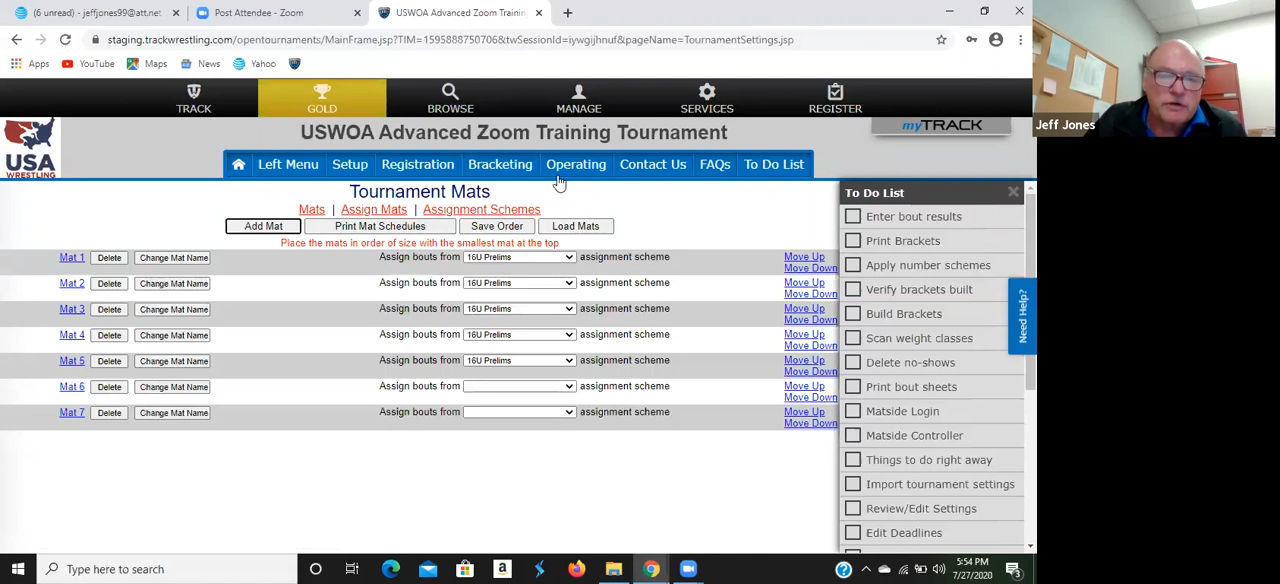 (6 unread) - jeffjones99@att.net
Post Attendee - Zoom
USWOA Advanced Zoom Trainin
staging.trackwrestling.com/opentournaments/MainFrame.jsp?TIM=1595888750706&twSessionId=iywgijhnuf&pageName=TournamentSettings.jsp
Apps YouTube Maps News Yahoo
TRACK GOLD BROWSE MANAGE SERVICES REGISTER
USA WRESTLING
USWOA Advanced Zoom Training Tournament
myTRACK
Left Menu Setup Registration Bracketing Operating Contact Us FAQs To Do List
Tournament Mats
Mats | Assign Mats | Assignment Schemes
Add Mat Print Mat Schedules Save Order Load Mats
Place the mats in order of size with the smallest mat at the top
Mat 1 Delete Change Mat Name Assign bouts from 16U Prelims assignment scheme Move Up
Move Down
Mat 2 Delete Change Mat Name Assign bouts from 16U Prelims assignment scheme Move Up
Move Down
Mat 3 Delete Change Mat Name Assign bouts from 16U Prelims assignment scheme Move Up
Move Down
Mat 4 Delete Change Mat Name Assign bouts from 16U Prelims assignment scheme Move Up
Move Down
Mat 5 Delete Change Mat Name Assign bouts from 16U Prelims assignment scheme Move Up
Move Down
Mat 6 Delete Change Mat Name Assign bouts from assignment scheme Move Up
Move Down
Mat 7 Delete Change Mat Name Assign bouts from assignment scheme Move Up
Move Down
To Do List
Enter bout results
Print Brackets
Apply number schemes
Verify brackets built
Build Brackets
Scan weight classes
Delete no-shows
Print bout sheets
Matside Login
Matside Controller
Things to do right away
Import tournament settings
Review/Edit Settings
Edit Deadlines
Need Help?
Jeff Jones
Type here to search
5:54 PM
7/27/2020
3